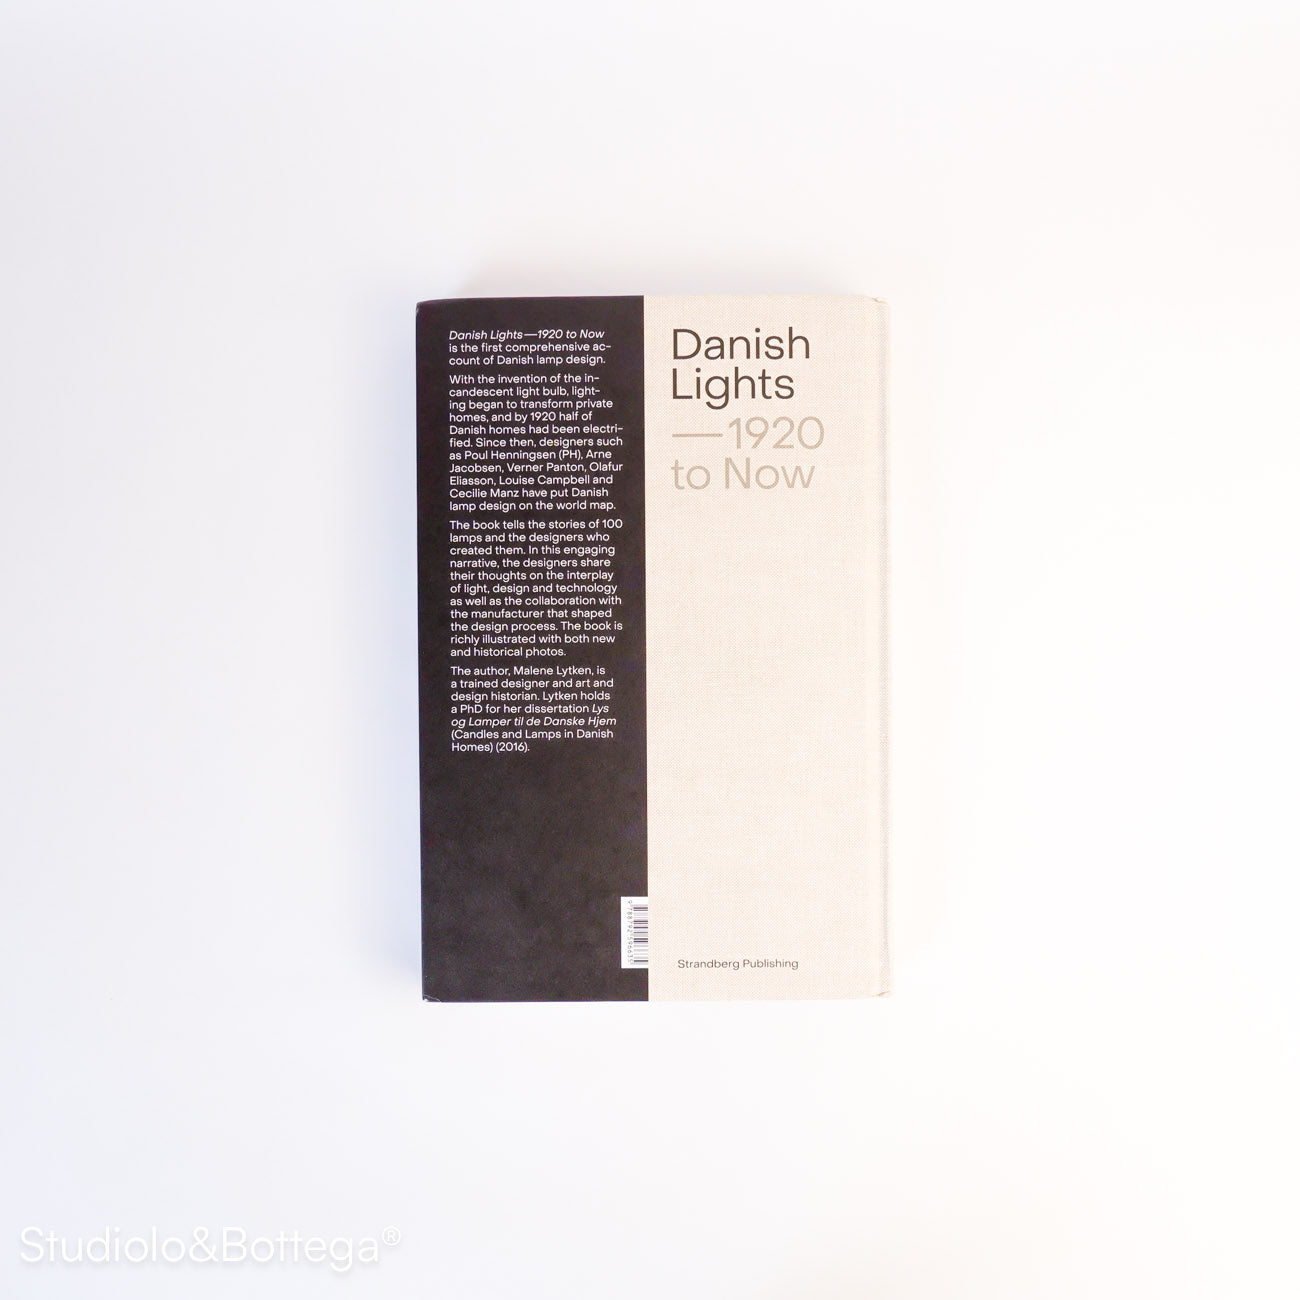 Danish Lights—1920 to Now
is the first comprehensive ac-
count of Danish lamp design.
With the invention of the in-
candescent light bulb, light-
ing began to transform private
homes, and by 1920 half of
Danish homes had been electri-
fied. Since then, designers such
as Poul Henningsen (PH), Arne
Jacobsen, Verner Panton, Olafur
Eliasson, Louise Campbell and
Cecilie Manz have put Danish
lamp design on the world map.
The book tells the stories of 100
lamps and the designers who
created them. In this engaging
narrative, the designers share
their thoughts on the interplay
of light, design and technology
as well as the collaboration with
the manufacturer that shaped
the design process. The book is
richly illustrated with both new
and historical photos.
The author, Malene Lytken, is
a trained designer and art and
design historian. Lytken holds
a PhD for her dissertation Lys
og Lamper til de Danske Hjem
(Candles and Lamps in Danish
Homes) (2016).
Danish
Lights
—1920
to Now
Strandberg Publishing
Studiolo&Bottega®